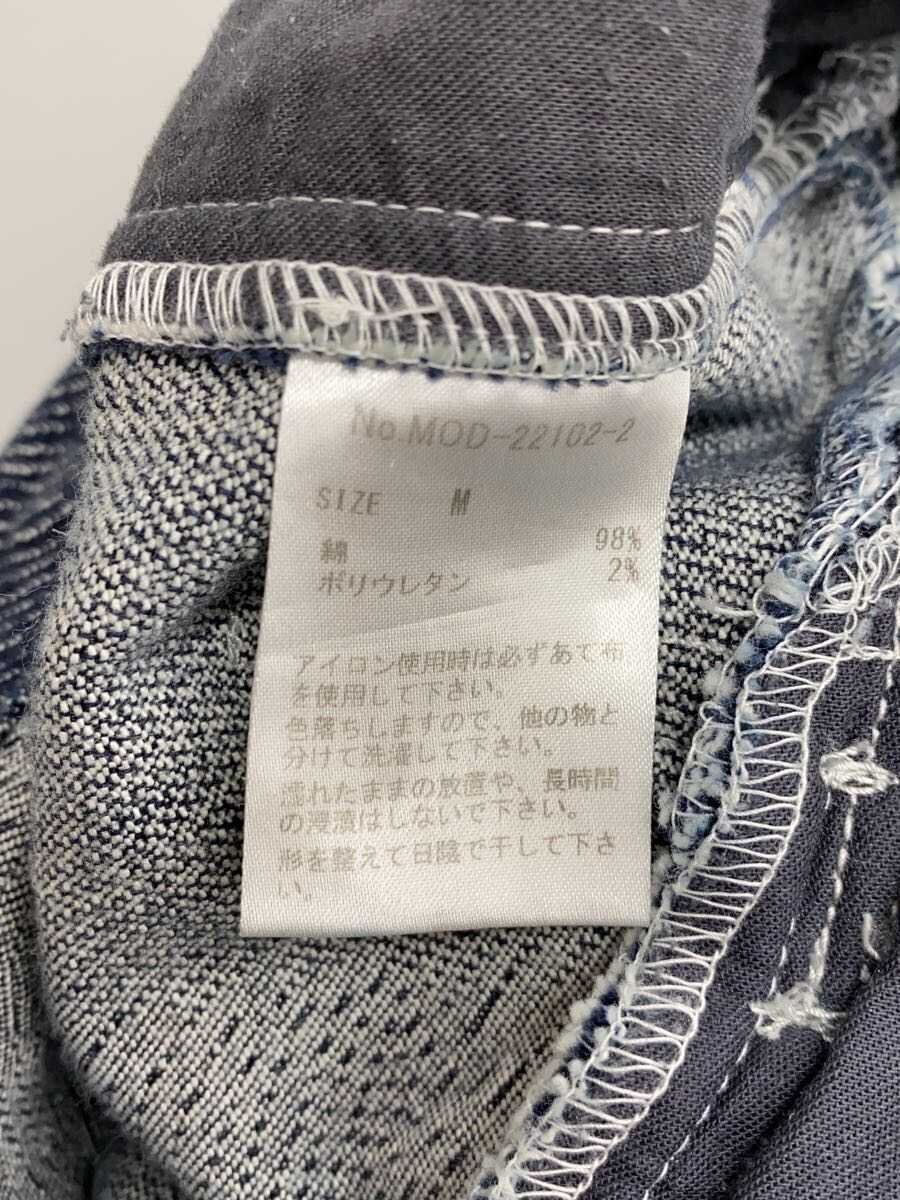 No.MOD-22102-2
SIZE M
綿 98%
ポリウレタン 2%
アイロン使用時は必ずあて布
を使用して下さい。
色落ちしますので、他の物と
分けて洗濯して下さい。
濡れたままの放置や、長時間
の浸漬はしないで下さい。
形を整えて日陰で干して下さ
い。